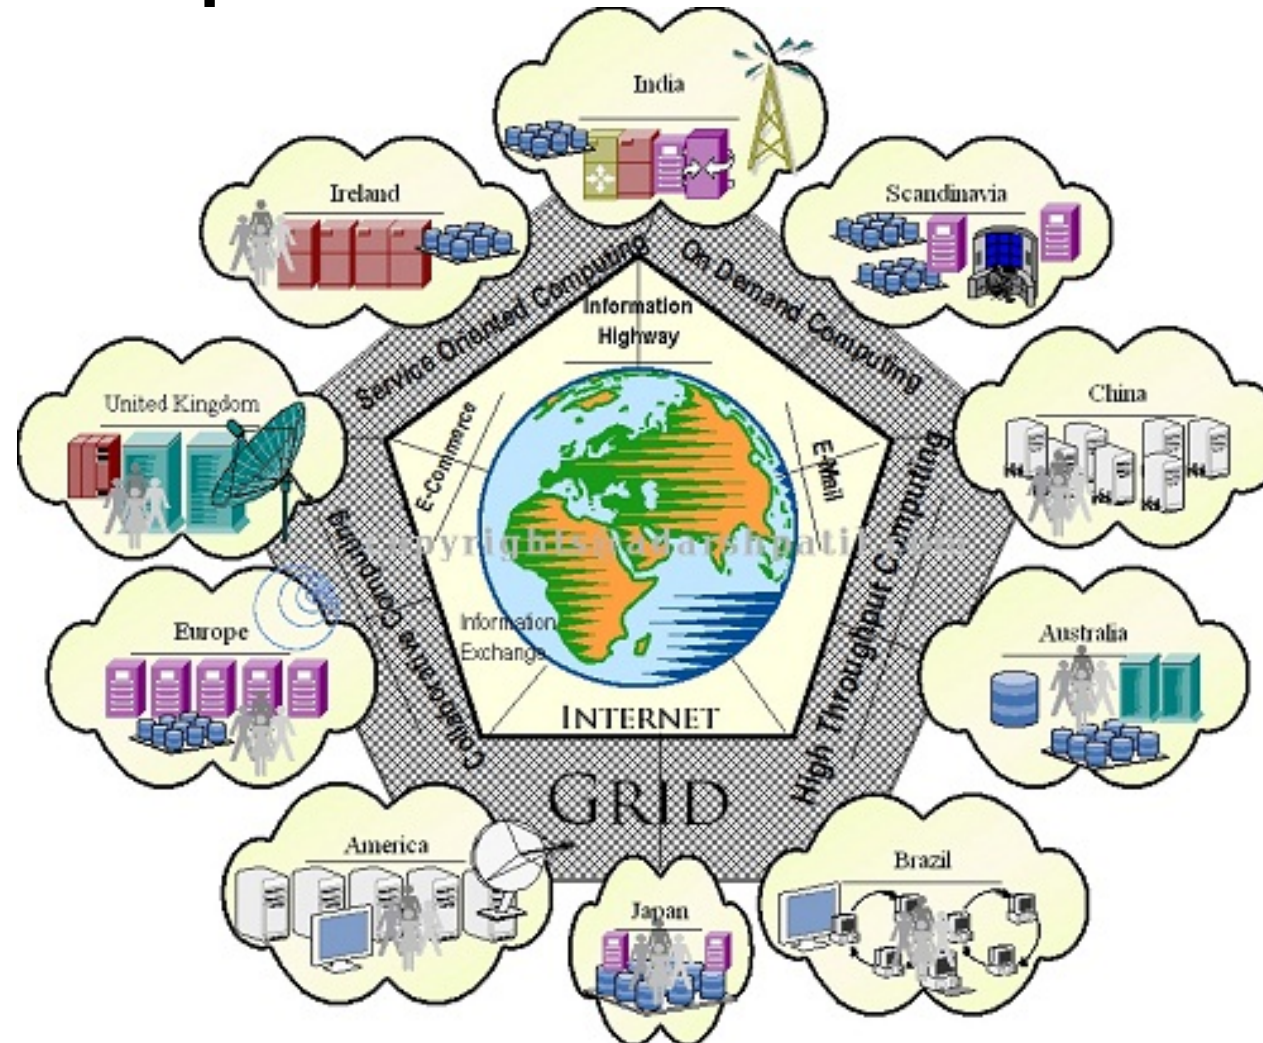 India
Ireland
Scandinavia
Service Oriented Computing
On Demand Computing
Information
Highway
United Kingdom
E-Commerce
E-Mail
China
Collaborative Computing
High Throughput Computing
Europe
Information
Exchange
Australia
INTERNET
GRID
America
Japan
Brazil